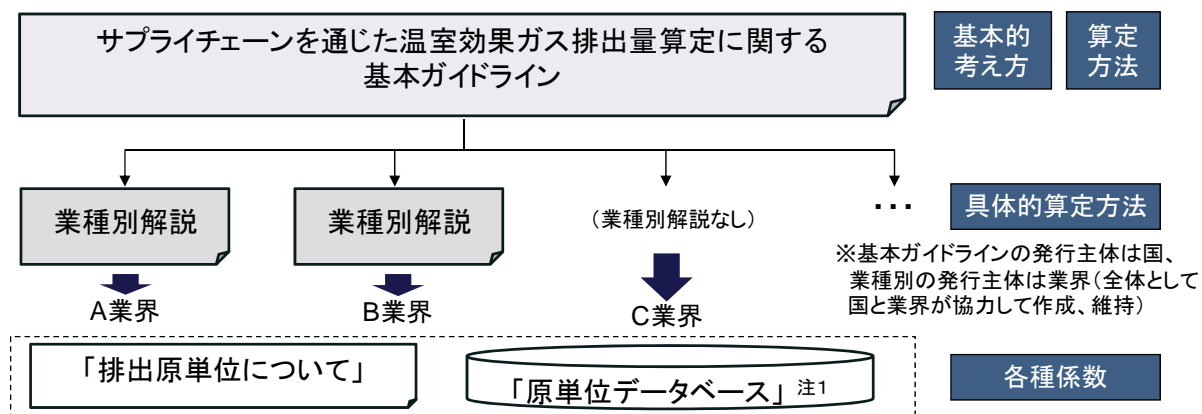 サプライチェーンを通じた温室効果ガス排出量算定に関する
基本ガイドライン
基本的
考え方
算定
方法
業種別解説
業種別解説
（業種別解説なし）
…
具体的算定方法
※基本ガイドラインの発行主体は国、
業種別の発行主体は業界（全体として
国と業界が協力して作成、維持）
A業界
B業界
C業界
「排出原単位について」
「原単位データベース」注1
各種係数